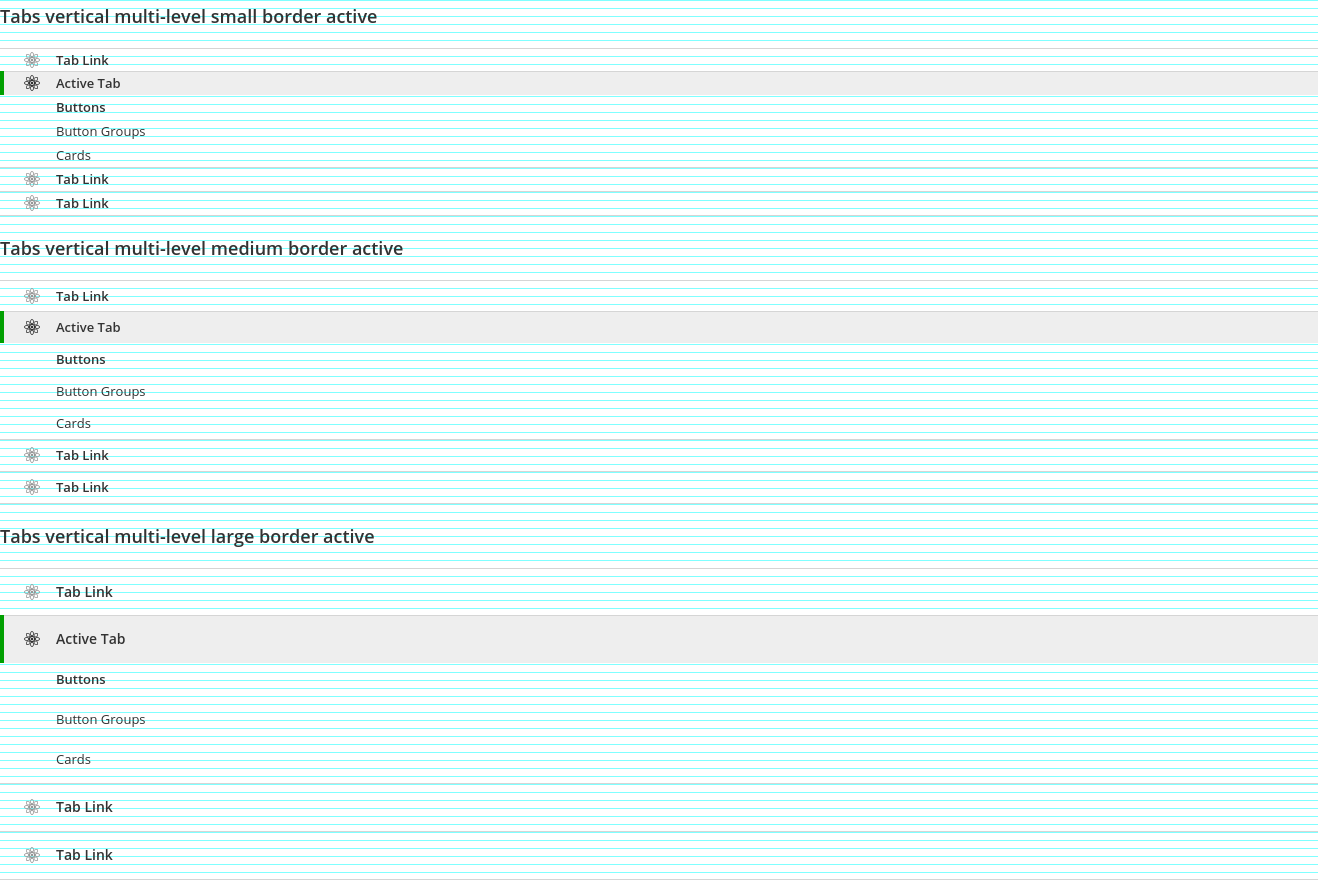 Tabs vertical multi-level small border active
Tab Link
Active Tab
Buttons
Button Groups
Cards
Tab Link
Tab Link
Tabs vertical multi-level medium border active
Tab Link
Active Tab
Buttons
Button Groups
Cards
Tab Link
Tab Link
Tabs vertical multi-level large border active
Tab Link
Active Tab
Buttons
Button Groups
Cards
Tab Link
Tab Link